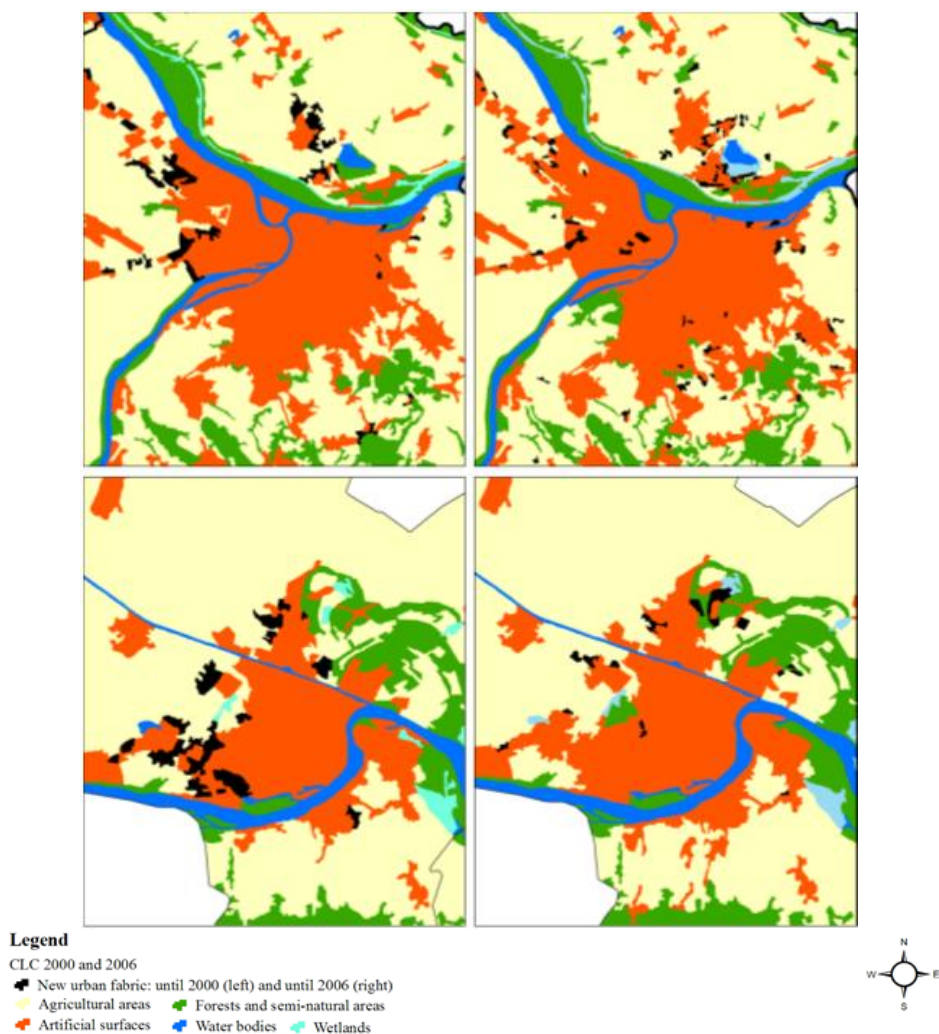 Legend
CLC 2000 and 2006
New urban fabric: until 2000 (left) and until 2006 (right)
Agricultural areas Forests and semi-natural areas
Artificial surfaces Water bodies Wetlands
N
W E
S